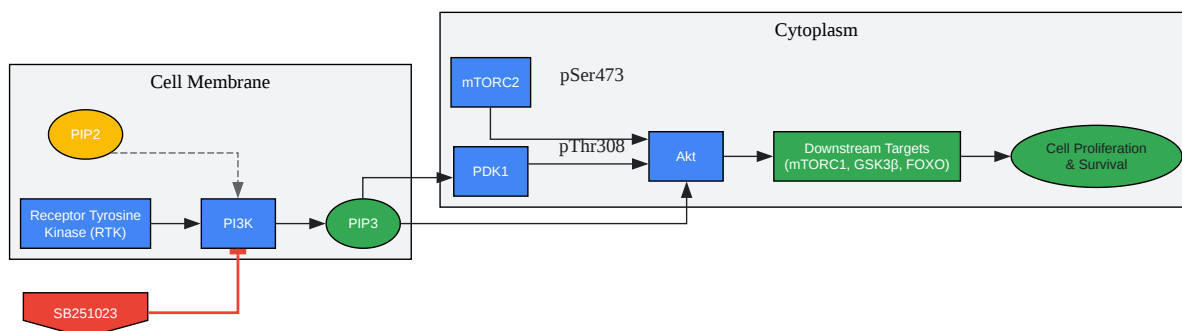 Cytoplasm
mTORC2
pSer473
Cell Membrane
PIP2
pThr308
PDK1
Akt
Downstream Targets
(mTORC1, GSK3β, FOXO)
Cell Proliferation
& Survival
Receptor Tyrosine
Kinase (RTK)
PI3K
PIP3
SB251023